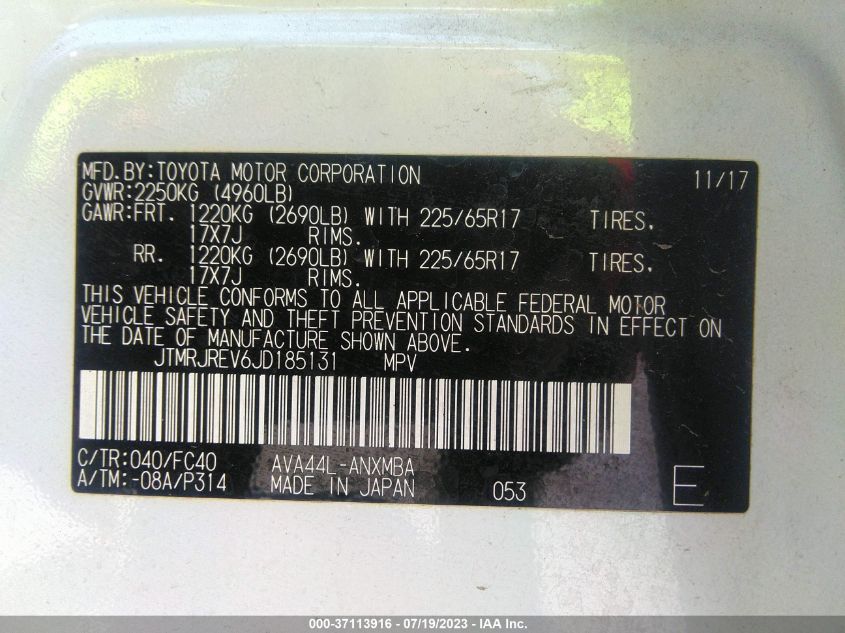 MFD.BY:TOYOTA MOTOR CORPORATION 11/17
GVWR:2250KG (4960LB)
GAWR:FRT. 1220KG (2690LB) WITH 225/65R17 TIRES.
17X7J RIMS.
RR. 1220KG (2690LB) WITH 225/65R17 TIRES.
17X7J RIMS.
THIS VEHICLE CONFORMS TO ALL APPLICABLE FEDERAL MOTOR
VEHICLE SAFETY AND THEFT PREVENTION STANDARDS IN EFFECT ON
THE DATE OF MANUFACTURE SHOWN ABOVE.
JTMRJREV6JD185131 MPV
C/TR:040/FC40 AVA44L-ANXMBA
A/TM:-08A/P314 MADE IN JAPAN 053 E
000-37113916 - 07/19/2023 - IAA Inc.